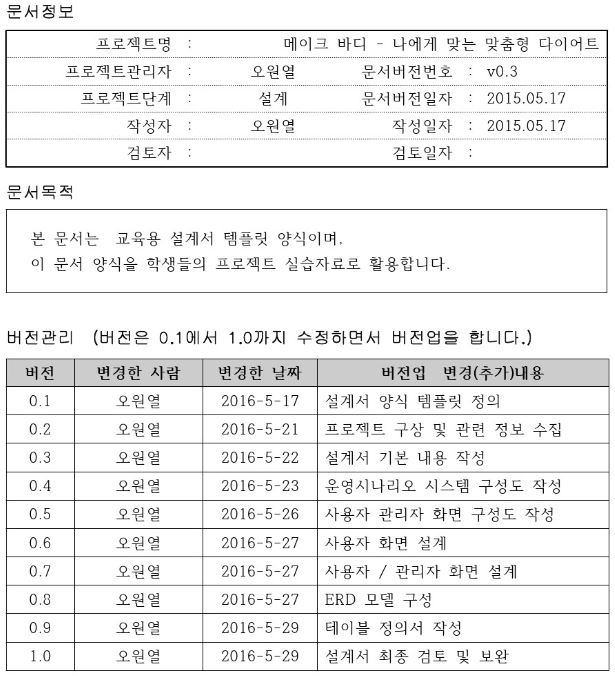 문서정보
프로젝트명 : 메이크 바디 - 나에게 맞는 맞춤형 다이어트
프로젝트관리자 : 오원열 문서버전번호 : v0.3
프로젝트단계 : 설계 문서버전일자 : 2015.05.17
작성자 : 오원열 작성일자 : 2015.05.17
검토자 : 검토일자 :
문서목적
본 문서는 교육용 설계서 템플릿 양식이며,
이 문서 양식을 학생들의 프로젝트 실습자료로 활용합니다.
버전관리 (버전은 0.1에서 1.0까지 수정하면서 버전업을 합니다.)
버전 변경한 사람 변경한 날짜 버전업 변경(추가)내용
0.1 오원열 2016-5-17 설계서 양식 템플릿 정의
0.2 오원열 2016-5-21 프로젝트 구상 및 관련 정보 수집
0.3 오원열 2016-5-22 설계서 기본 내용 작성
0.4 오원열 2016-5-23 운영시나리오 시스템 구성도 작성
0.5 오원열 2016-5-26 사용자 관리자 화면 구성도 작성
0.6 오원열 2016-5-27 사용자 화면 설계
0.7 오원열 2016-5-27 사용자 / 관리자 화면 설계
0.8 오원열 2016-5-27 ERD 모델 구성
0.9 오원열 2016-5-29 테이블 정의서 작성
1.0 오원열 2016-5-29 설계서 최종 검토 및 보완